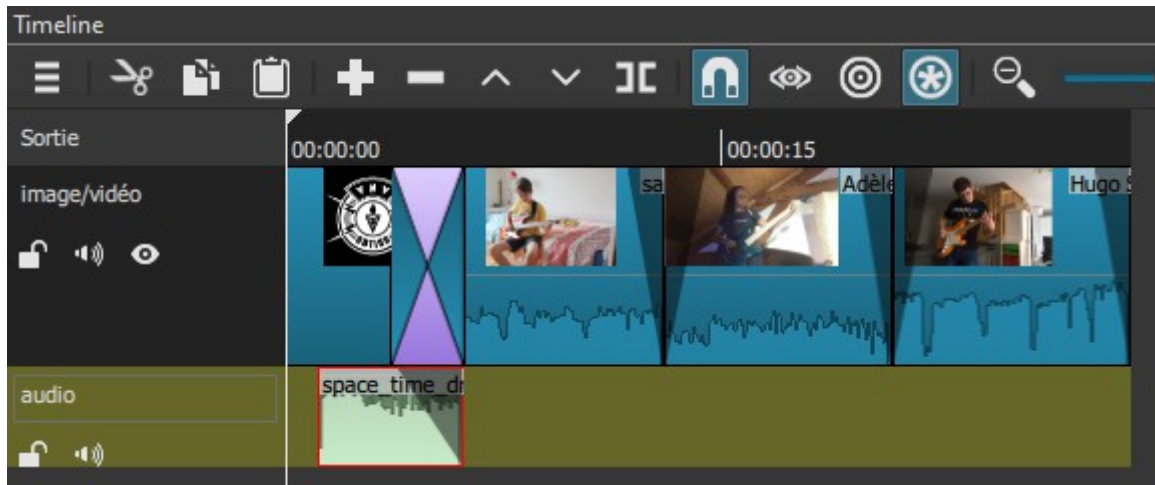 Timeline
Sortie
00:00:00
00:00:15
image/vidéo
sa
Adèle
Hugo S
audio
space_time_dr